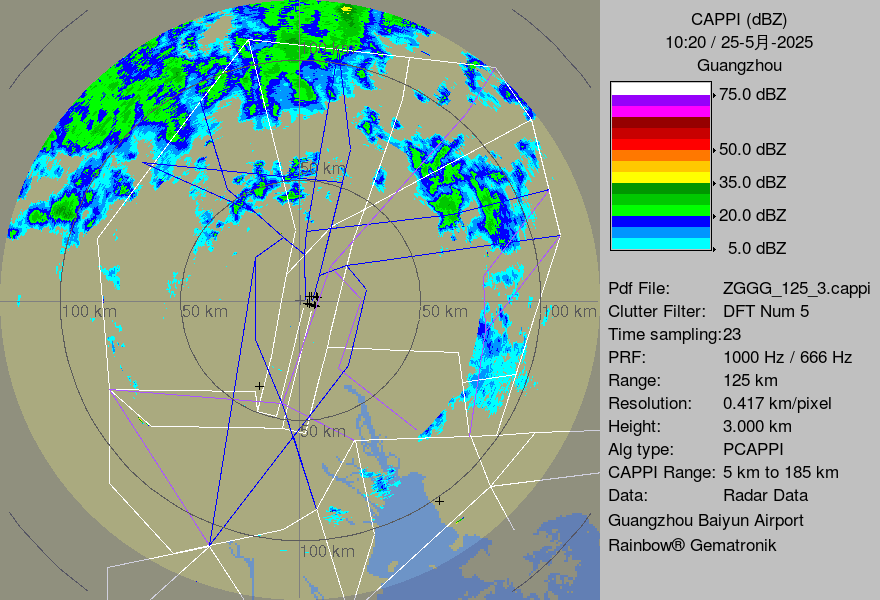 CAPPI (dBZ)
10:20 / 25-5月-2025
Guangzhou
75.0 dBZ
50.0 dBZ
35.0 dBZ
20.0 dBZ
5.0 dBZ
Pdf File: ZGGG_125_3.cappi
Clutter Filter: DFT Num 5
Time sampling:23
PRF: 1000 Hz / 666 Hz
Range: 125 km
Resolution: 0.417 km/pixel
Height: 3.000 km
Alg type: PCAPPI
CAPPI Range: 5 km to 185 km
Data: Radar Data
Guangzhou Baiyun Airport
Rainbow® Gematronik
100 km
50 km
100 km
50 km
50 km
100 km
50 km
100 km